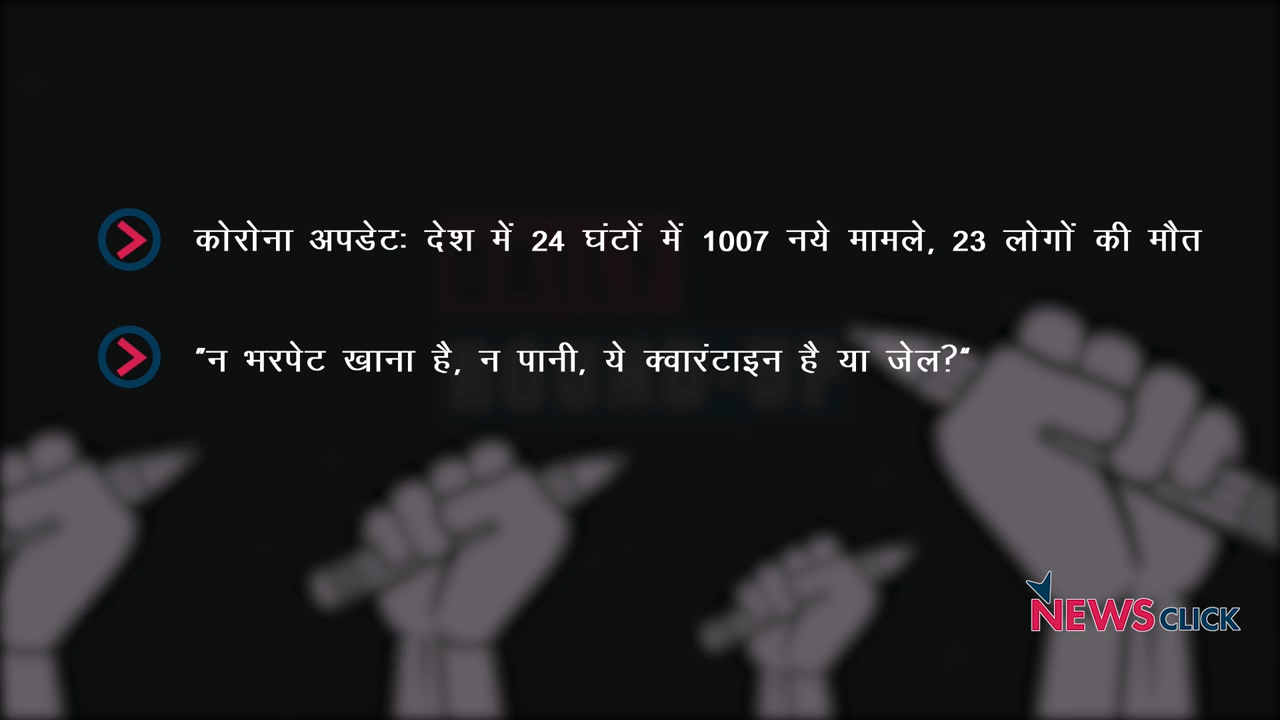 कोरोना अपडेटः देश में 24 घंटों में 1007 नये मामले, 23 लोगों की मौत
"न भरपेट खाना है, न पानी, ये क्वारंटाइन है या जेल?"
NEWSCLICK